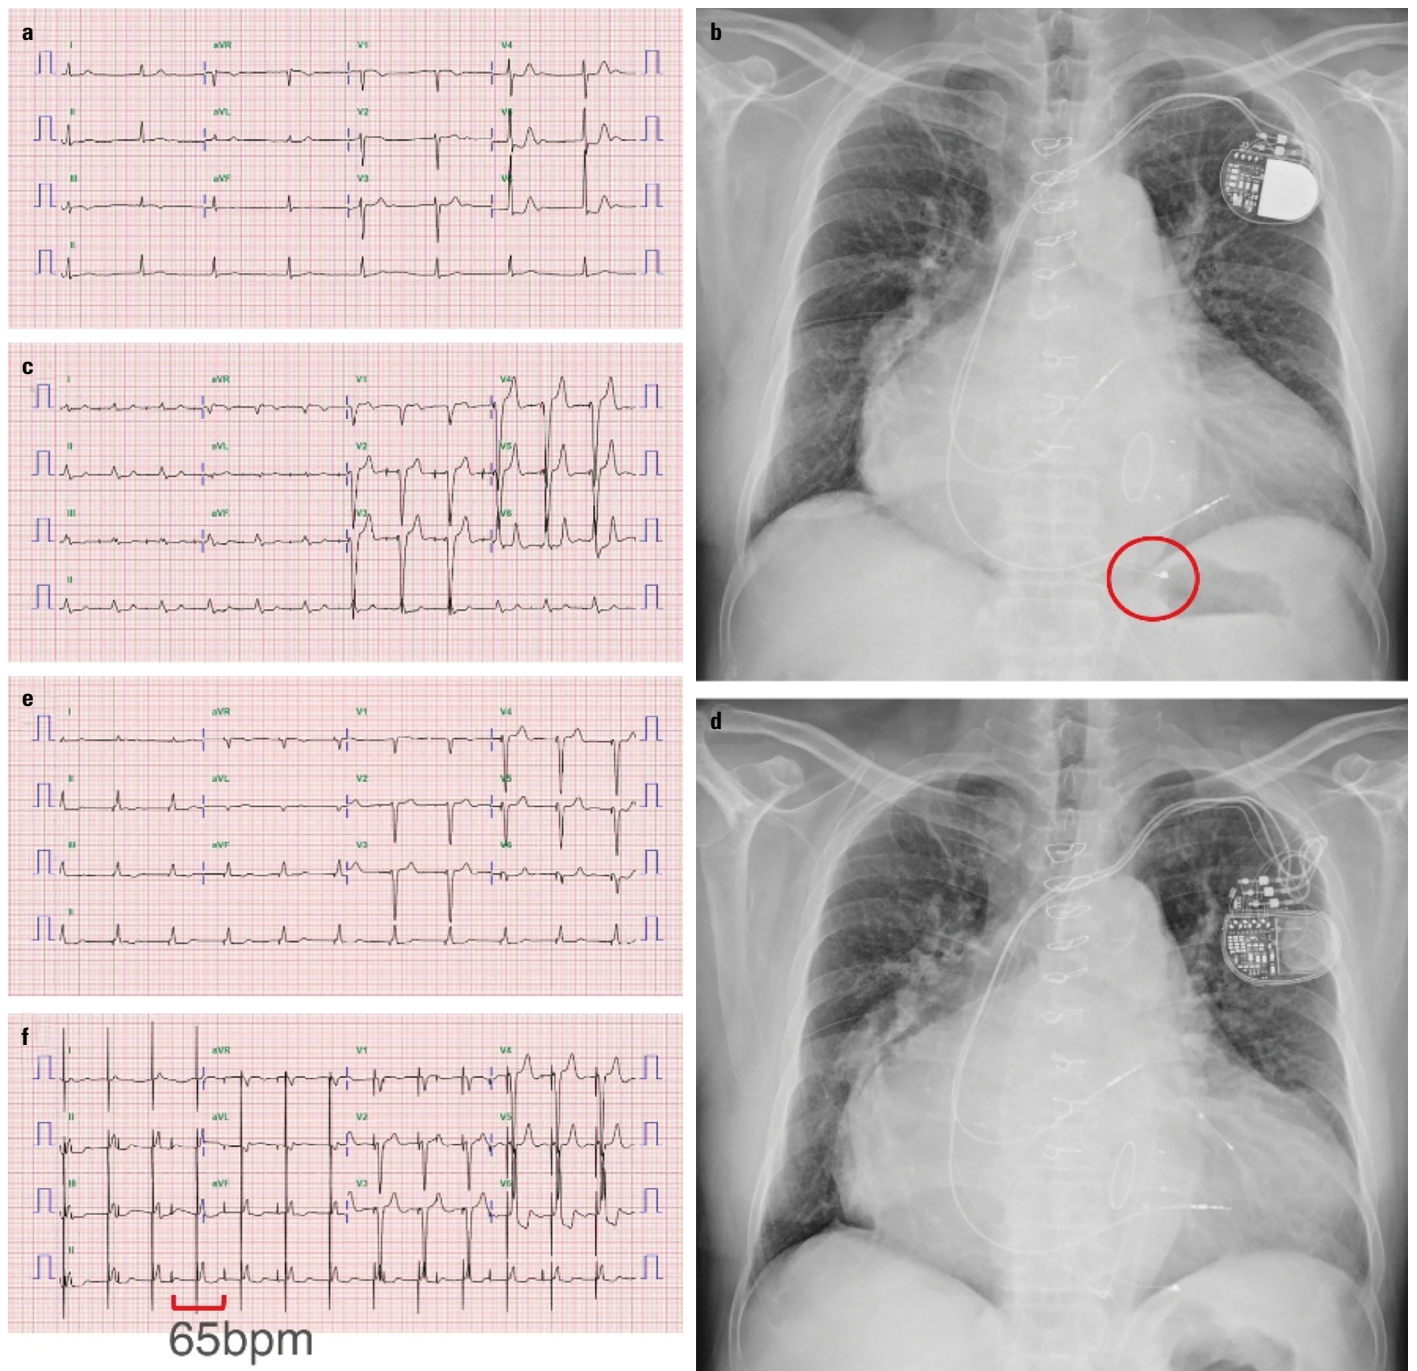 a
I aVR V1 V4
II aVL V2
III aVF V3
II
b
c
I aVR V1 V4
II aVL V2 V5
III aVF V3 V6
II
e
I aVR V1 V4
II aVL V2 V5
III aVF V3 V6
II
d
f
I aVR V1 V4
II aVL V2 V5
III aVF V3 V6
II
65bpm